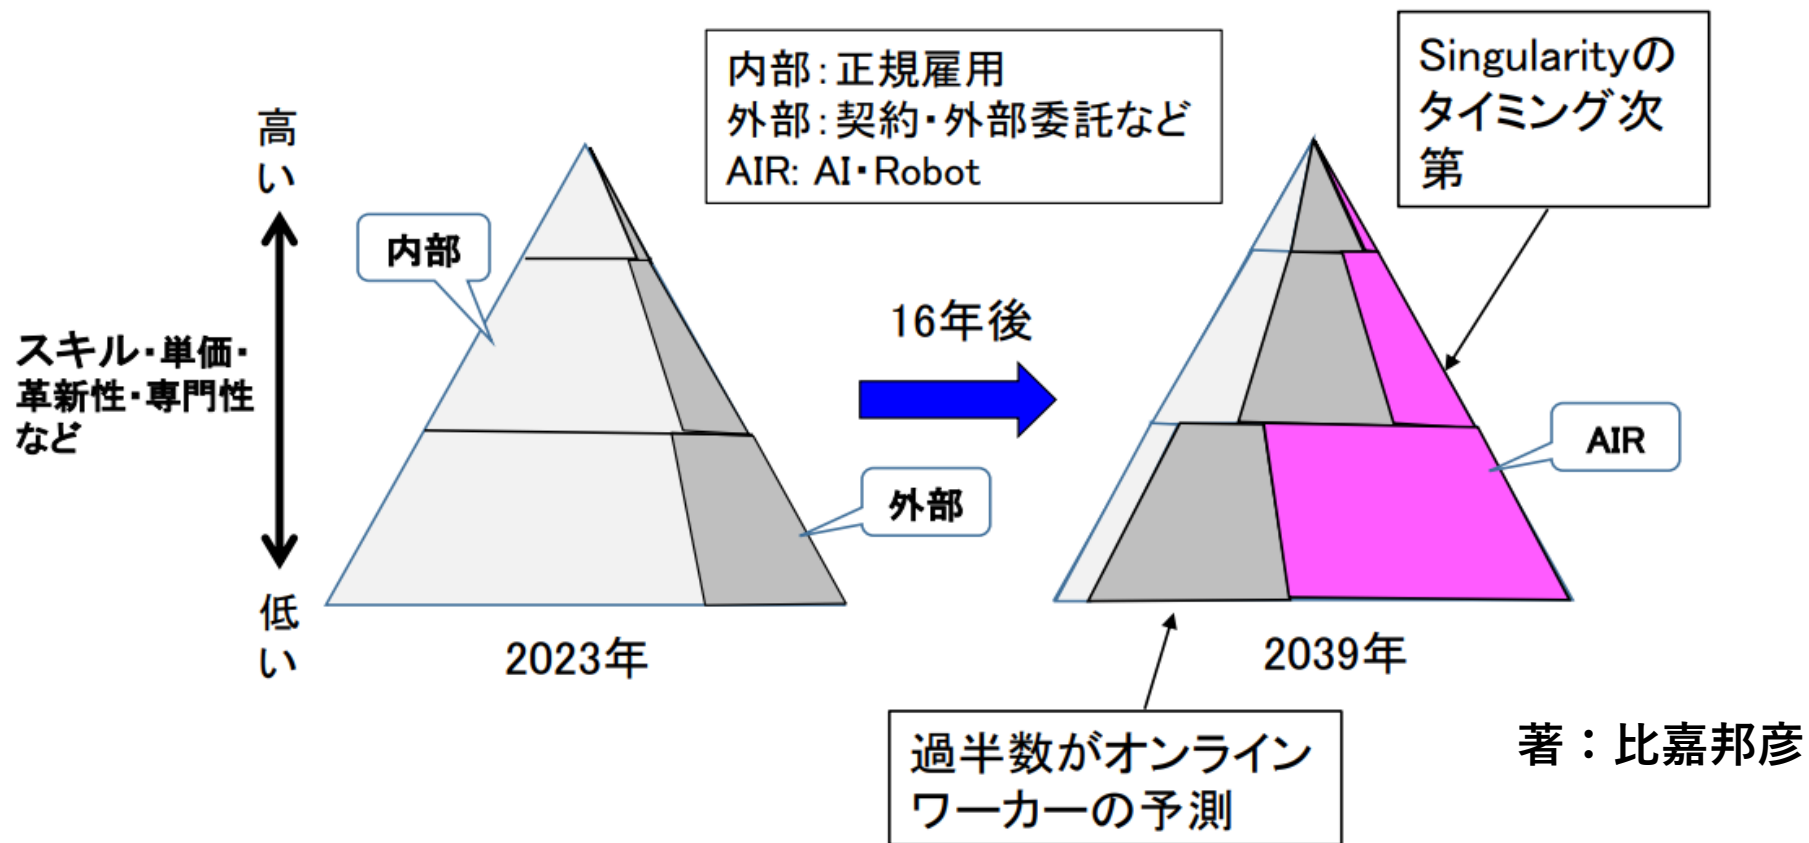 内部：正規雇用
外部：契約・外部委託など
AIR: AI・Robot
Singularityの
タイミング次
第
高い
内部
スキル・単価・
革新性・専門性
など
16年後
AIR
外部
低い
2023年
2039年
過半数がオンライン
ワーカーの予測
著：比嘉邦彦